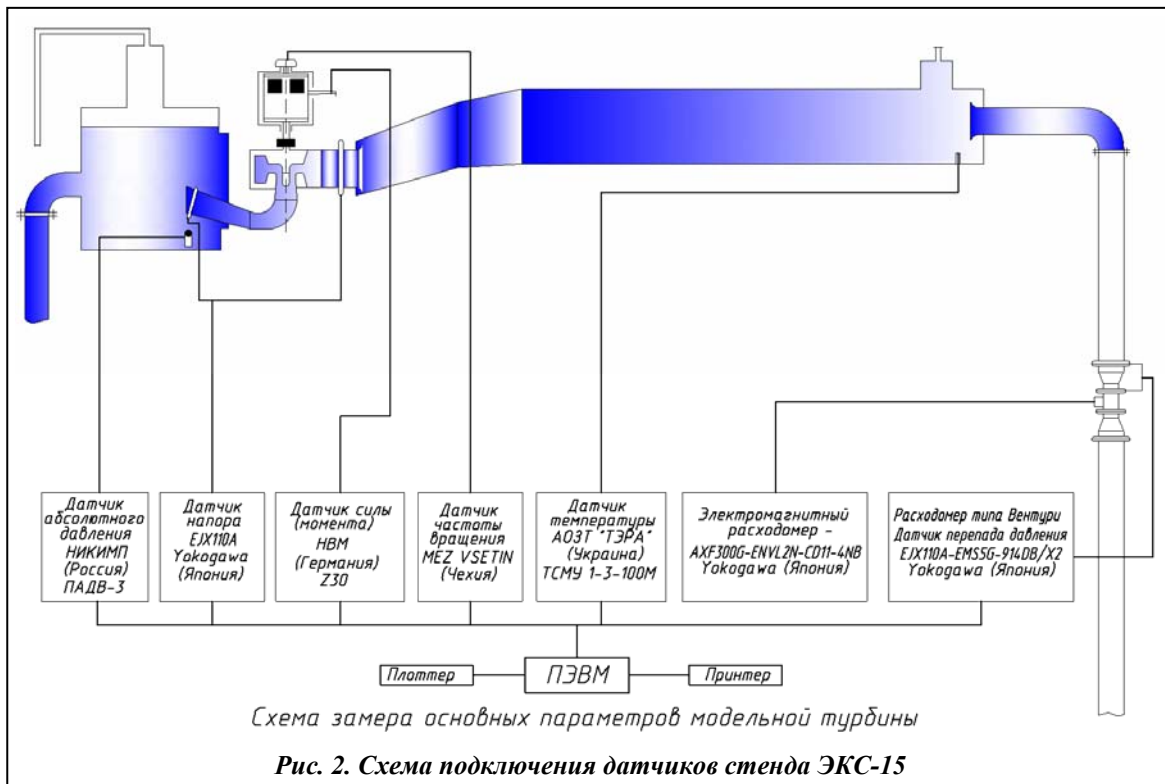 Датчик
абсолютного
давления
НИКИМП
(Россия)
ПАДВ-3
Датчик
напора
EJX110A
Yokogawa
(Япония)
Датчик силы
(момента)
HBM
(Германия)
Z30
Датчик
частоты
вращения
MEZ VSETIN
(Чехия)
Датчик
температуры
АОЗТ "ТЭРА"
(Украина)
ТСМУ 1-3-100М
Электромагнитный
расходомер -
AXF300G-ENVL2N-CD11-4NB
Yokogawa (Япония)
Расходомер типа Вентури
Датчик перепада давления
EJX110A-EMS5G-914DB/X2
Yokogawa (Япония)
Плоттер
ПЭВМ
Принтер
Схема замера основных параметров модельной турбины
Рис. 2. Схема подключения датчиков стенда ЭКС-15